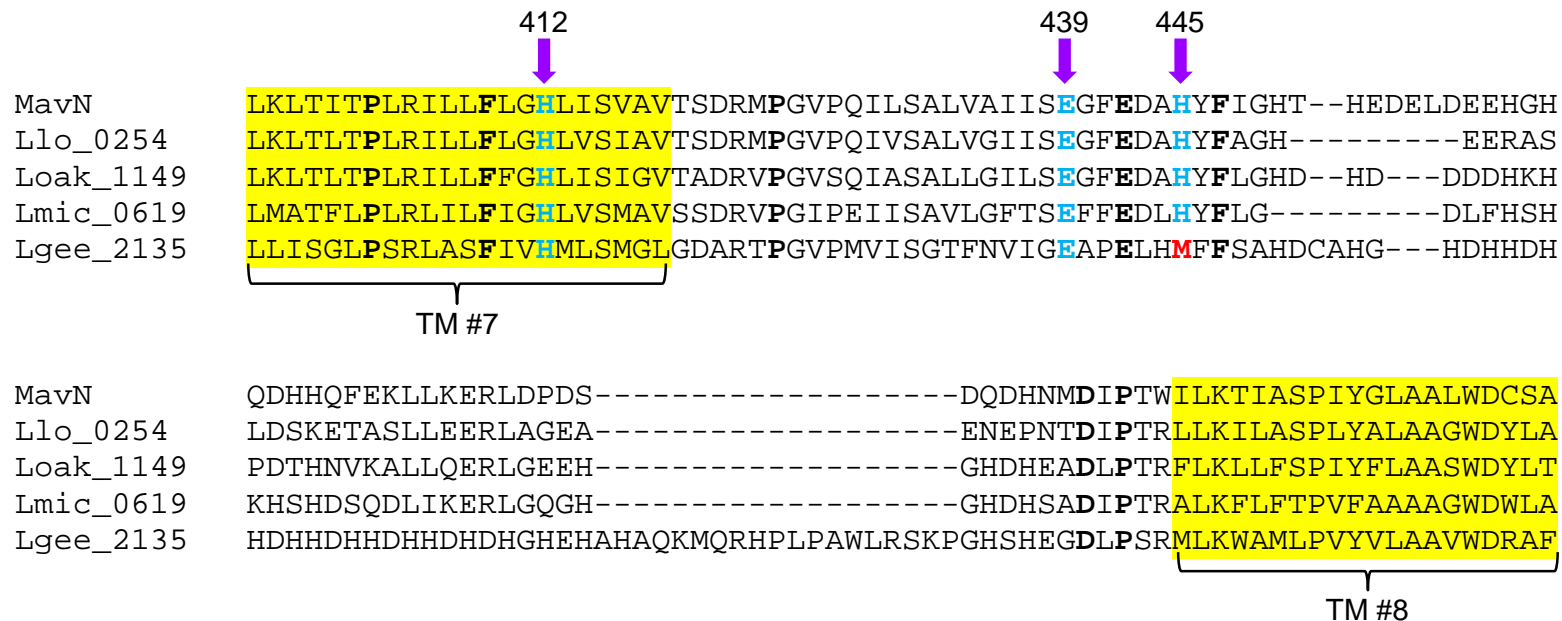 412 439 445
MavN LKLTITPLRILLFLGHLISVAVTSDRMPGVPQILSALVAIISEGFEDAHYFIGHT--HEDELDEEHGH
Llo_0254 LKLTLTPLRILLFLGHLVSIAVTSDRMPGVPQIVSALVGIISEGFEDAHYFAGH---------EERAS
Loak_1149 LKLTLTPLRILLFFGHLISIGVTADRVPGVSQIASALLGILSEGFEDAHYFLGHD--HD---DDDHKH
Lmic_0619 LMATFLPLRLILFIGHLVSMAVSSDRVPGIPEIISAVLGFTSEFFEDLHYFLG---------DLFHSH
Lgee_2135 LLISGLPSRLASFIVHMLSMGLGDARTPGVPMVISGTFNVIGEAPELHMFFSAHDCAHG---HDHHDH
TM #7
MavN QDHHQFEKLLKERLDPDS-------------------DQDHNMDIPTWILKTIASPIYGLAALWDCSA
Llo_0254 LDSKETASLLEERLAGEA-------------------ENEPNTDIPTRLLKILASPLYALAAGWDYLA
Loak_1149 PDTHNVKALLQERLGEEH-------------------GHDHEADLPTRFLKLLFSPIYFLAASWDYLT
Lmic_0619 KHSHDSQDLIKERLGQGH-------------------GHDHSADIPTRALKFLFTPVFAAAAGWDWLA
Lgee_2135 HDHHDHHDHHDHDHGHEHAHAQKMQRHPLPAWLRSKPGHSHEGDLPSRMLKWAMLPVYVLAAVWDRAF
TM #8